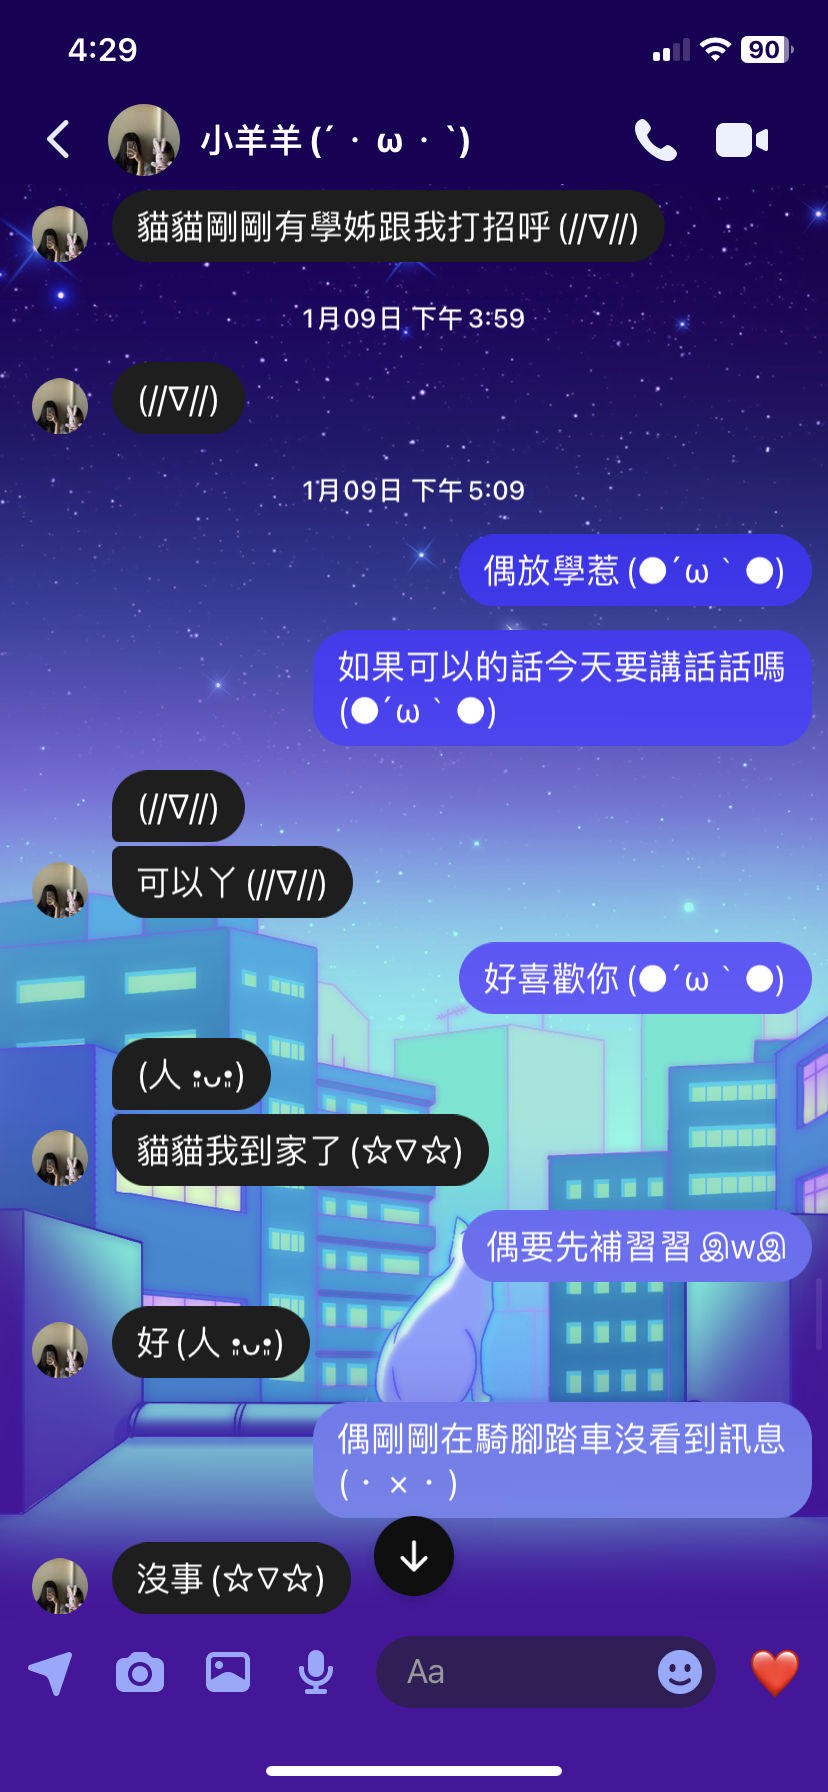 4:29
90
小羊羊 (´・ω・`)
貓貓剛剛有學姊跟我打招呼 (//∇//)
1月09日 下午3:59
(//∇//)
1月09日 下午5:09
偶放學惹 (●´ω｀●)
如果可以的話今天要講話話嗎
(●´ω｀●)
(//∇//)
可以丫 (//∇//)
好喜歡你 (●´ω｀●)
(人 •͈ᴗ•͈)
貓貓我到家了 (☆▽☆)
偶要先補習習 இwஇ
好 (人 •͈ᴗ•͈)
偶剛剛在騎腳踏車沒看到訊息
(・×・)
沒事 (☆▽☆)
Aa